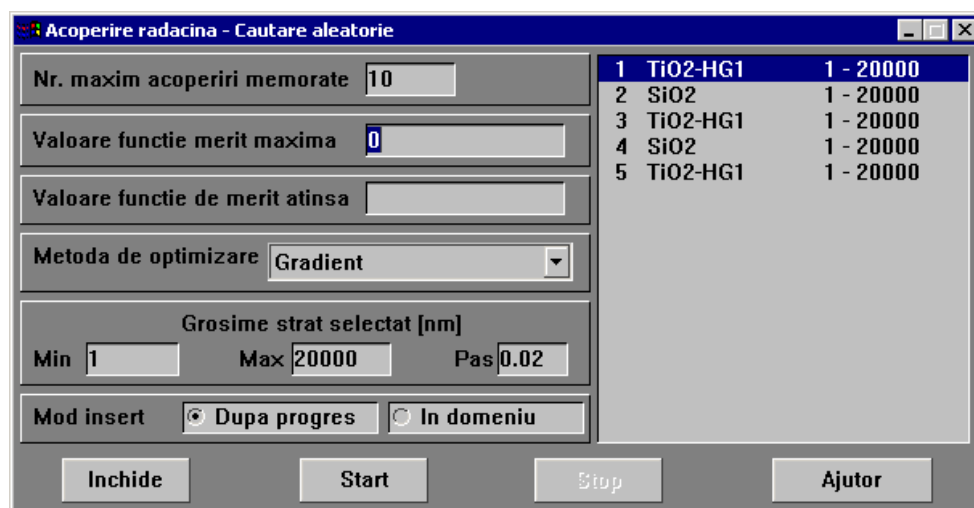 Acoperire radacina - Cautare aleatorie
Nr. maxim acoperiri memorate 10
Valoare functie merit maxima 0
Valoare functie de merit atinsa
Metoda de optimizare Gradient
Grosime strat selectat [nm]
Min 1 Max 20000 Pas 0.02
Mod insert Dupa progres In domeniu
1 TiO2-HG1 1 - 20000
2 SiO2 1 - 20000
3 TiO2-HG1 1 - 20000
4 SiO2 1 - 20000
5 TiO2-HG1 1 - 20000
Inchide Start Stop Ajutor